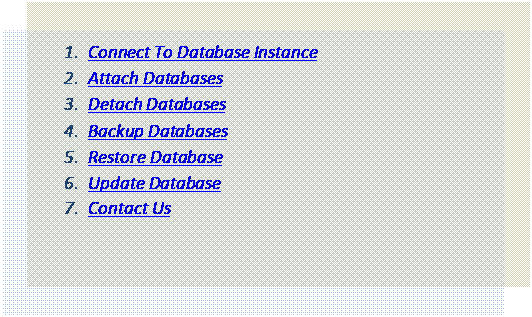 1. Connect To Database Instance
2. Attach Databases
3. Detach Databases
4. Backup Databases
5. Restore Database
6. Update Database
7. Contact Us